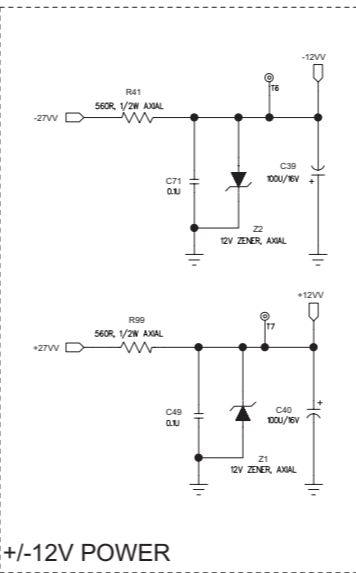 -12VV
R41
T6
560R, 1/2W AXIAL
-27VV
C71
0.1U
C39
100U/16V
+
Z2
12V ZENER, AXIAL
+12VV
R99
T7
560R, 1/2W AXIAL
+27VV
+
C49
0.1U
C40
100U/16V
Z1
12V ZENER, AXIAL
+/-12V POWER